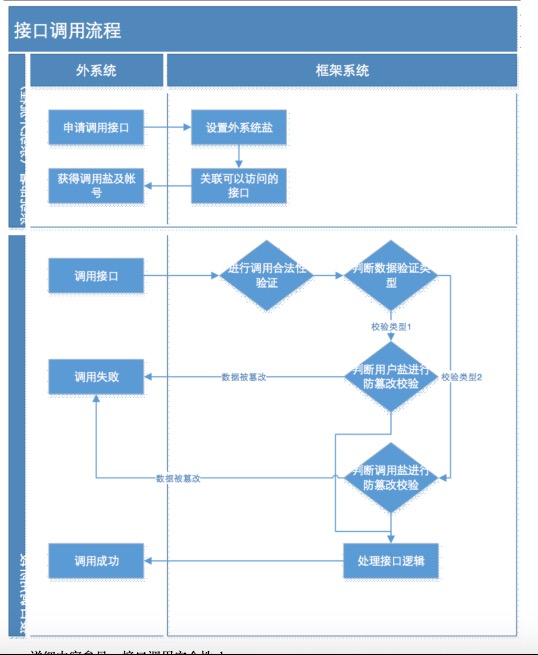 接口调用流程
外系统
框架系统
申请调用接口
设置外系统盐
获得调用盐及帐
号
关联可以访问的
接口
调用接口
进行调用合法性
验证
判断数据验证类
型
校验类型1
调用失败
数据被篡改
判断用户盐进行
防篡改校验
校验类型2
数据被篡改
判断调用盐进行
防篡改校验
调用成功
处理接口逻辑